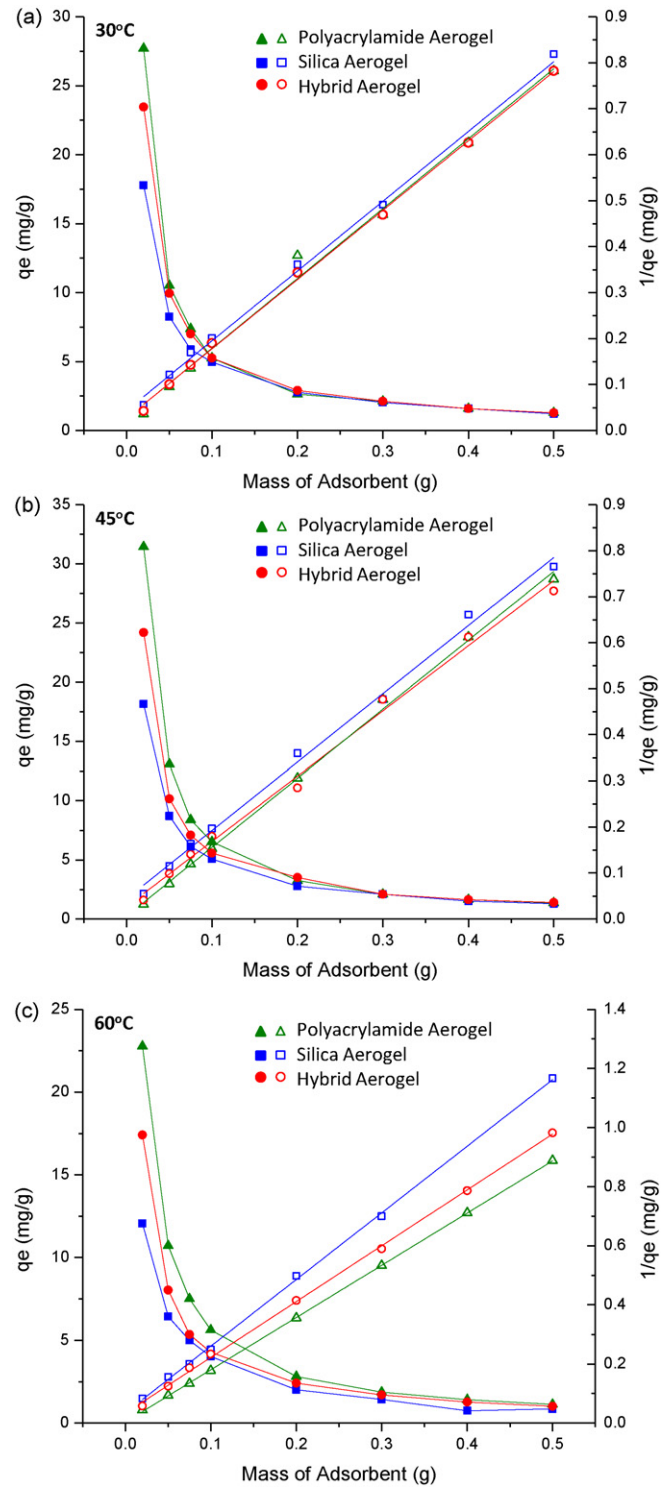 (a)
30°C
Polyacrylamide Aerogel
Silica Aerogel
Hybrid Aerogel
30
25
20
15
10
5
0
qe (mg/g)
0.9
0.8
0.7
0.6
0.5
0.4
0.3
0.2
0.1
0.0
1/qe (mg/g)
0.0 0.1 0.2 0.3 0.4 0.5
Mass of Adsorbent (g)
(b)
45°C
Polyacrylamide Aerogel
Silica Aerogel
Hybrid Aerogel
35
30
25
20
15
10
5
0
qe (mg/g)
0.9
0.8
0.7
0.6
0.5
0.4
0.3
0.2
0.1
0.0
1/qe (mg/g)
0.0 0.1 0.2 0.3 0.4 0.5
Mass of Adsorbent (g)
(c)
60°C
Polyacrylamide Aerogel
Silica Aerogel
Hybrid Aerogel
25
20
15
10
5
0
qe (mg/g)
1.4
1.2
1.0
0.8
0.6
0.4
0.2
0.0
1/qe (mg/g)
0.0 0.1 0.2 0.3 0.4 0.5
Mass of Adsorbent (g)